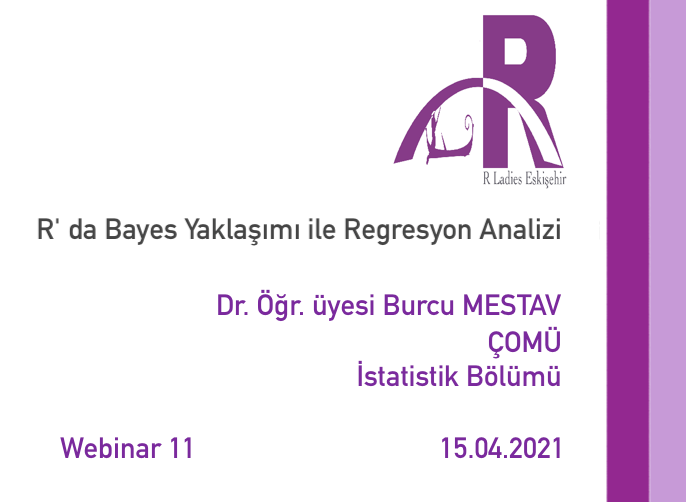 R
R Ladies Eskişehir
R' da Bayes Yaklaşımı ile Regresyon Analizi
Dr. Öğr. üyesi Burcu MESTAV
ÇOMÜ
İstatistik Bölümü
Webinar 11 15.04.2021